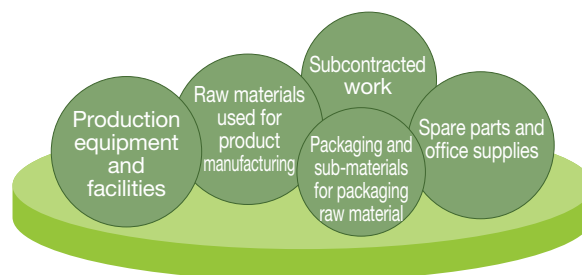 Production
equipment
and
facilities
Raw materials
used for
product
manufacturing
Subcontracted
work
Packaging and
sub-materials
for packaging
raw material
Spare parts and
office supplies